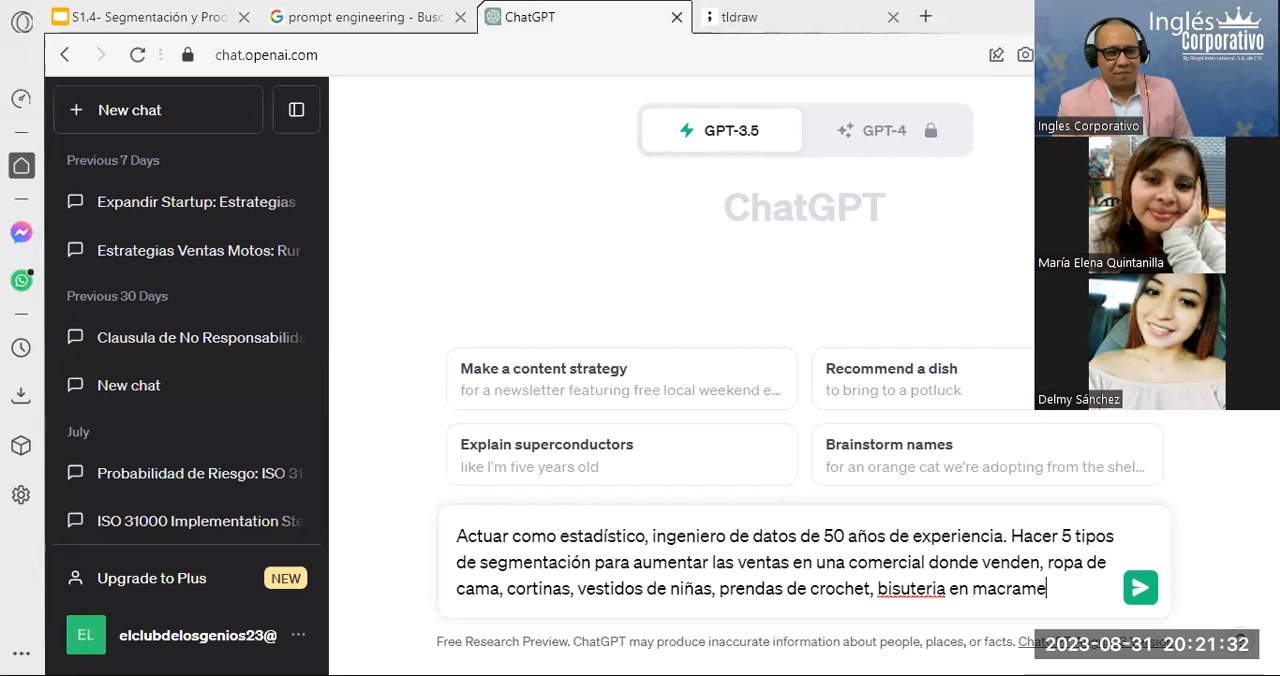 S1.4- Segmentación y Proc
prompt engineering - Busc
ChatGPT
tldraw
chat.openai.com
Inglés
Corporativo
By Regal International, S.A. de C.V.
Ingles Corporativo
María Elena Quintanilla
Delmy Sánchez
New chat
Previous 7 Days
Expandir Startup: Estrategias
Estrategias Ventas Motos: Rur
Previous 30 Days
Clausula de No Responsabilida
New chat
July
Probabilidad de Riesgo: ISO 31
ISO 31000 Implementation Ste
Upgrade to Plus
NEW
EL
elclubdelosgenios23@
GPT-3.5
GPT-4
ChatGPT
Make a content strategy
for a newsletter featuring free local weekend e...
Recommend a dish
to bring to a potluck
Explain superconductors
like I'm five years old
Brainstorm names
for an orange cat we're adopting from the shel...
Actuar como estadístico, ingeniero de datos de 50 años de experiencia. Hacer 5 tipos
de segmentación para aumentar las ventas en una comercial donde venden, ropa de
cama, cortinas, vestidos de niñas, prendas de crochet, bisuteria en macrame
Free Research Preview. ChatGPT may produce inaccurate information about people, places, or facts.
2023-08-31 20:21:32